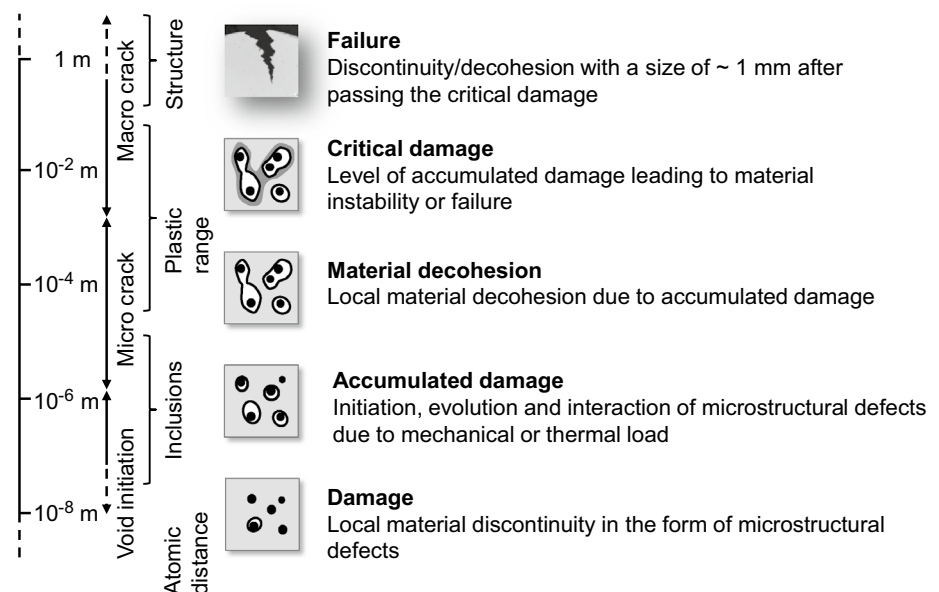 1 m
10-2 m
10-4 m
10-6 m
10-8 m
Macro crack
Micro crack
Void initiation
Structure
Plastic
range
Inclusions
Atomic
distance
Failure
Discontinuity/decohesion with a size of ~ 1 mm after
passing the critical damage
Critical damage
Level of accumulated damage leading to material
instability or failure
Material decohesion
Local material decohesion due to accumulated damage
Accumulated damage
Initiation, evolution and interaction of microstructural defects
due to mechanical or thermal load
Damage
Local material discontinuity in the form of microstructural
defects